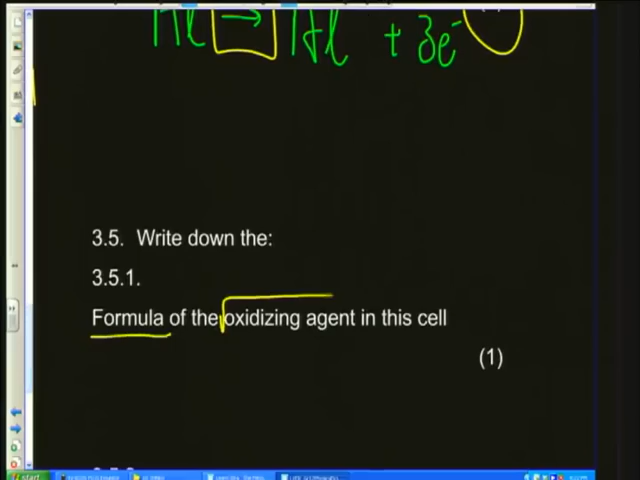 Al → Al + 3e⁻
3.5. Write down the:
3.5.1.
Formula of the oxidizing agent in this cell
(1)
start